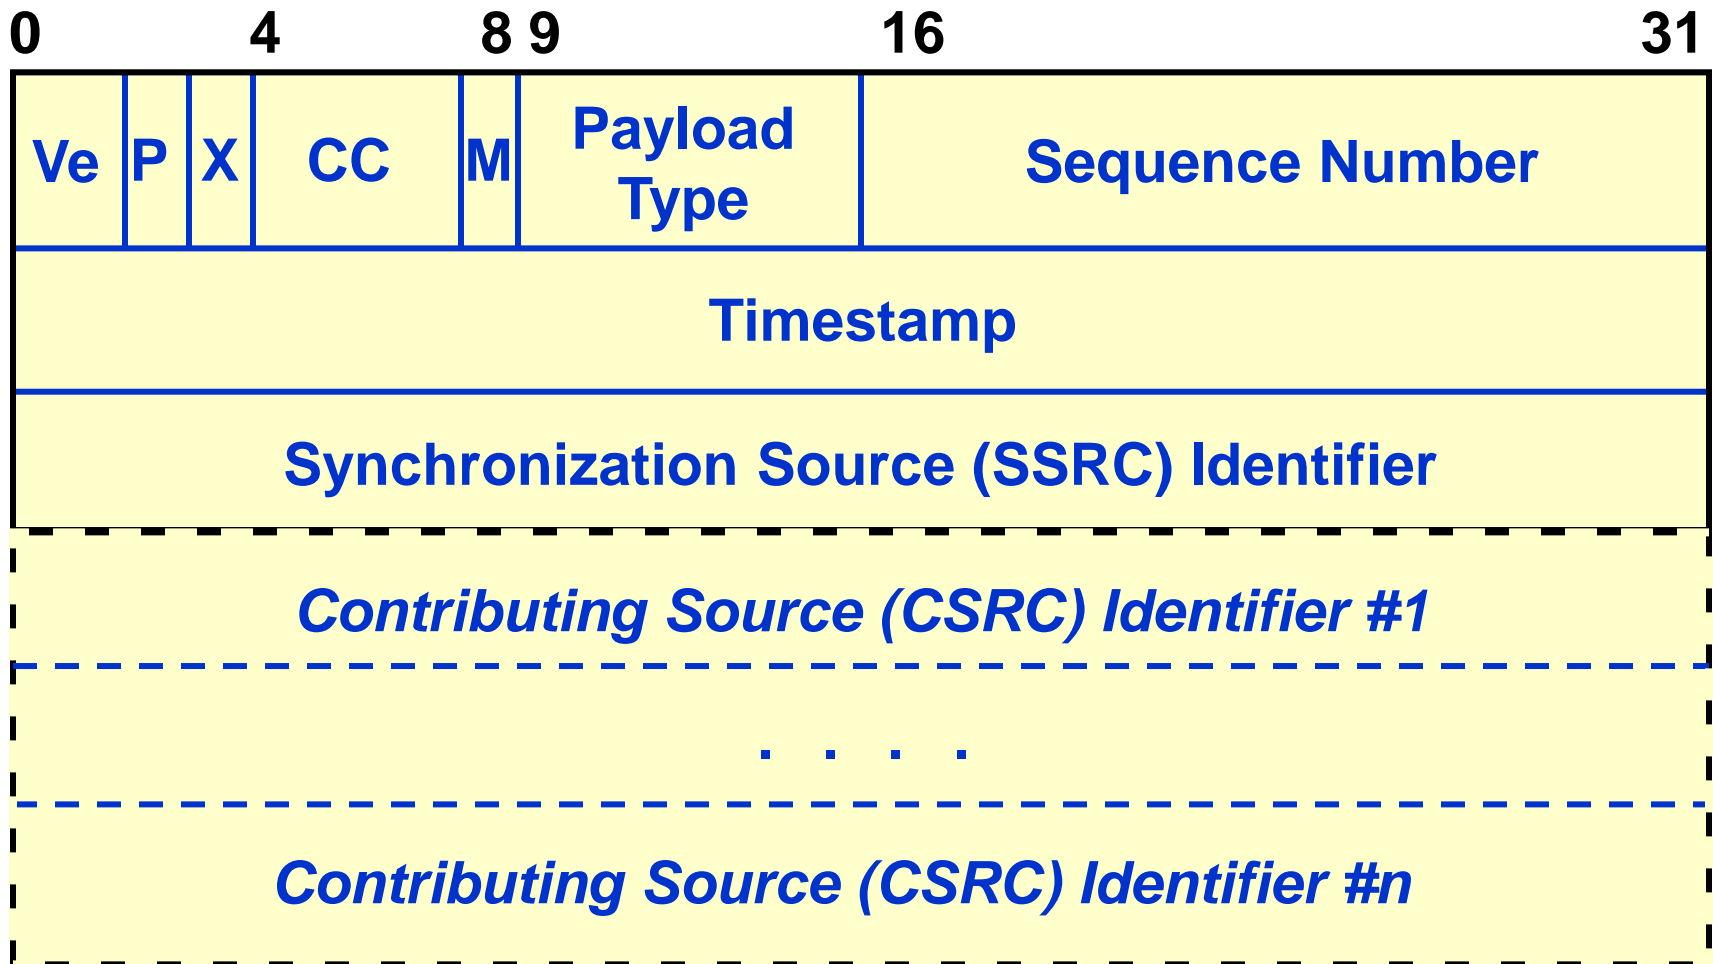 0 4 8 9 16 31
Ve P X CC M Payload Type Sequence Number
Timestamp
Synchronization Source (SSRC) Identifier
Contributing Source (CSRC) Identifier #1
. . . .
Contributing Source (CSRC) Identifier #n